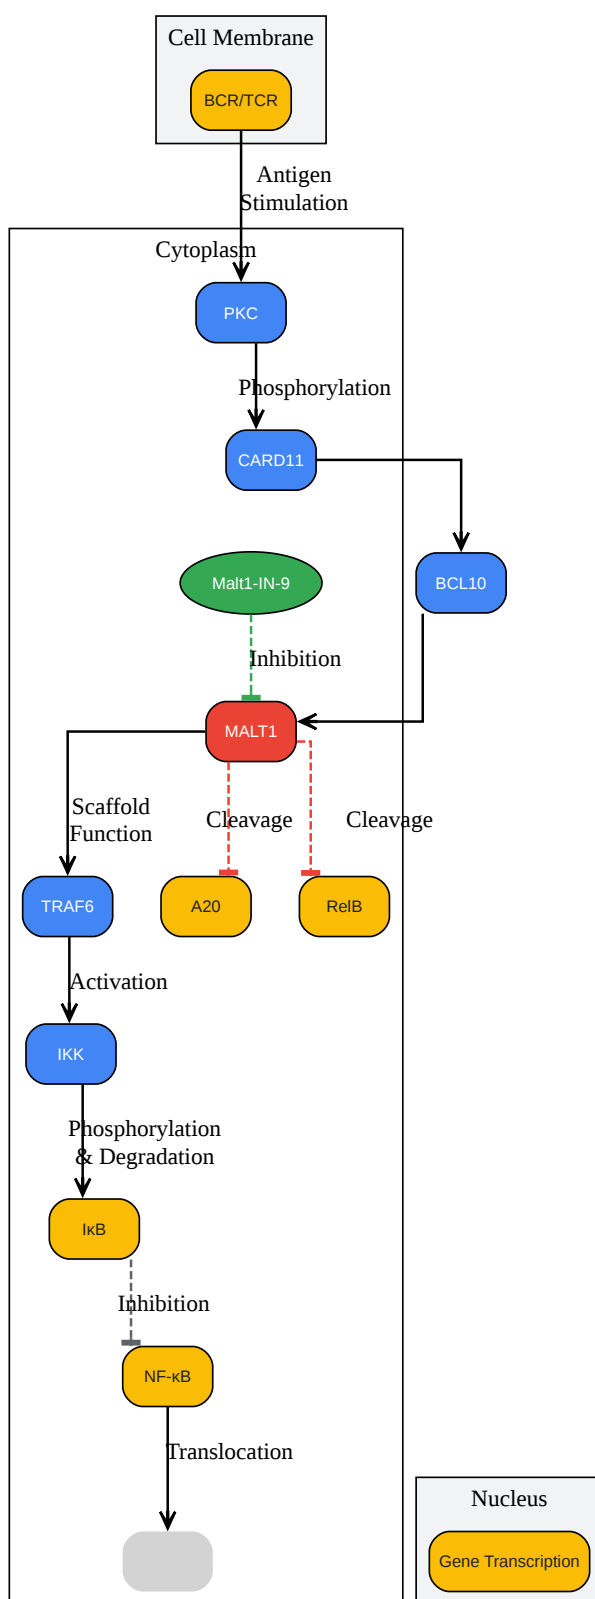 Cell Membrane
BCR/TCR
Antigen
Stimulation
Cytoplasm
PKC
Phosphorylation
CARD11
Malt1-IN-9
BCL10
Inhibition
MALT1
Scaffold
Function
Cleavage
Cleavage
TRAF6
A20
RelB
Activation
IKK
Phosphorylation
& Degradation
IκB
Inhibition
NF-κB
Translocation
Nucleus
Gene Transcription